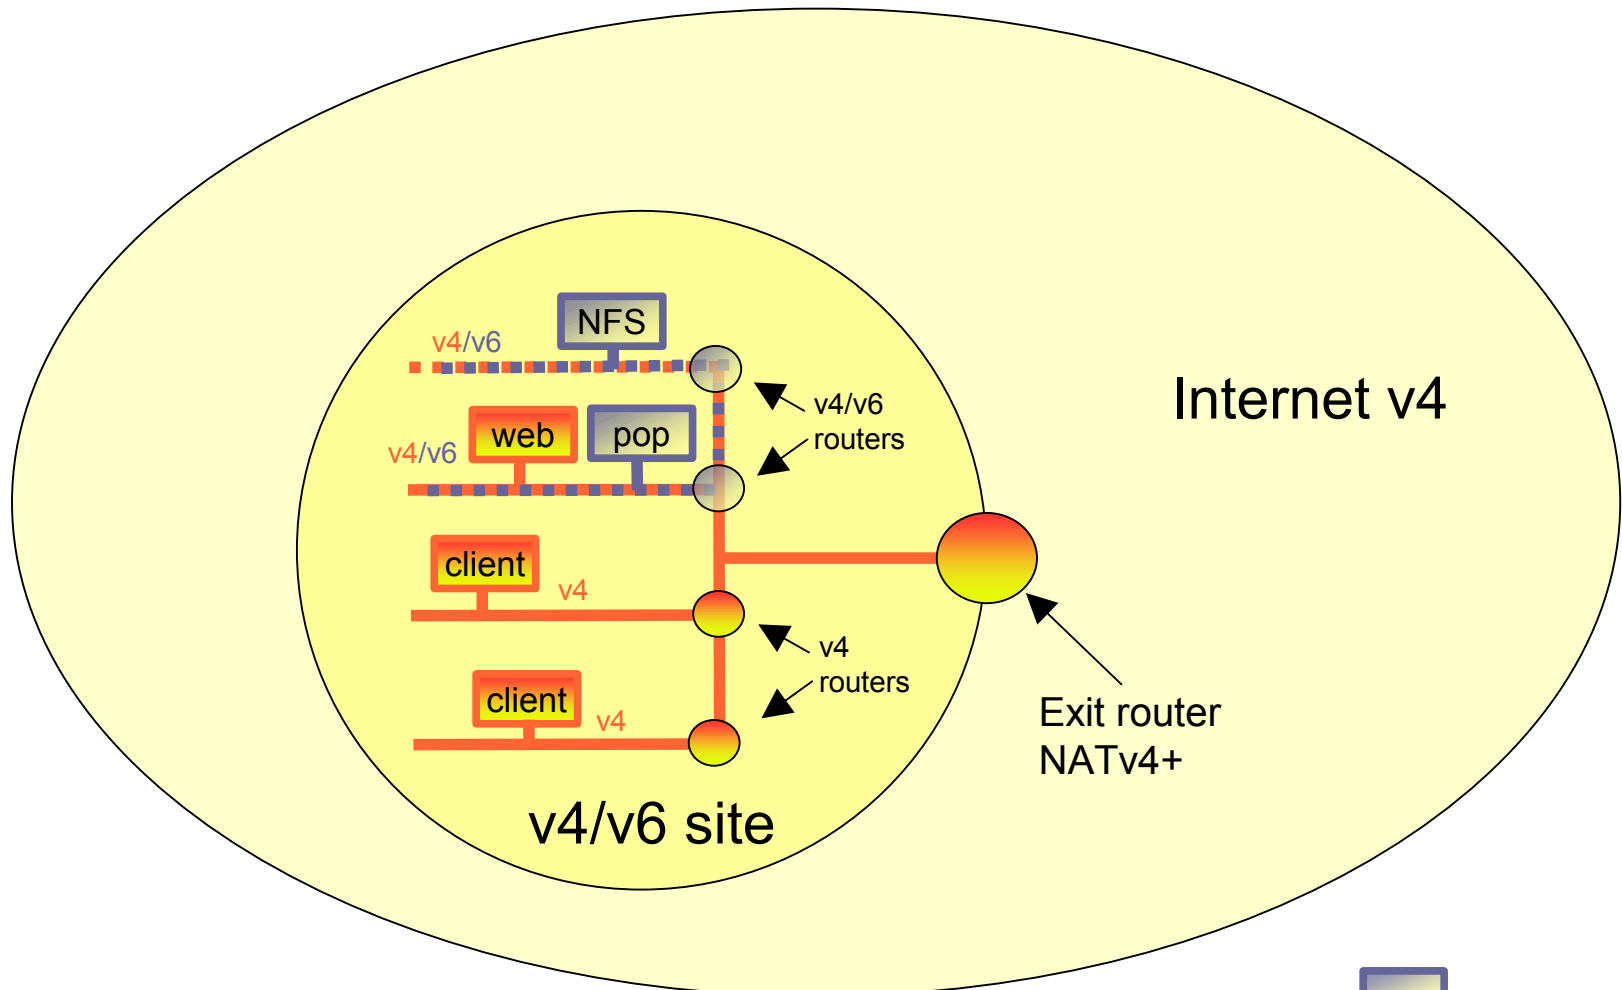 NFS
v4/v6
v4/v6
routers
Internet v4
web
pop
v4/v6
client
v4
v4
routers
client
v4
Exit router
NATv4+
v4/v6 site